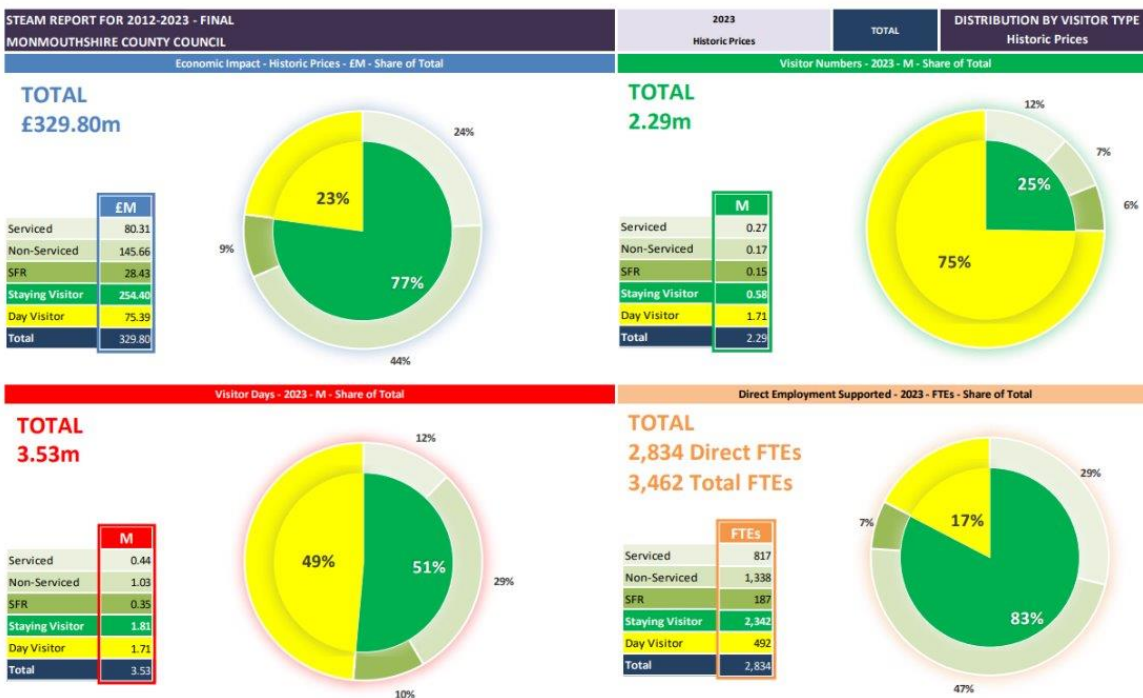 STEAM REPORT FOR 2012-2023 - FINAL
MONMOUTHSHIRE COUNTY COUNCIL
2023
Historic Prices
TOTAL
DISTRIBUTION BY VISITOR TYPE
Historic Prices
Economic Impact - Historic Prices - £M - Share of Total
TOTAL
£329.80m
£M
Serviced 80.31
Non-Serviced 145.66
SFR 28.43
Staying Visitor 254.40
Day Visitor 75.39
Total 329.80
24%
23%
9%
77%
44%
Visitor Numbers - 2023 - M - Share of Total
TOTAL
2.29m
M
Serviced 0.27
Non-Serviced 0.17
SFR 0.15
Staying Visitor 0.58
Day Visitor 1.71
Total 2.29
12%
7%
25%
6%
75%
Visitor Days - 2023 - M - Share of Total
TOTAL
3.53m
M
Serviced 0.44
Non-Serviced 1.03
SFR 0.35
Staying Visitor 1.81
Day Visitor 1.71
Total 3.53
12%
49%
51%
29%
10%
Direct Employment Supported - 2023 - FTEs - Share of Total
TOTAL
2,834 Direct FTEs
3,462 Total FTEs
FTEs
Serviced 817
Non-Serviced 1,338
SFR 187
Staying Visitor 2,342
Day Visitor 492
Total 2,834
29%
7%
17%
83%
47%